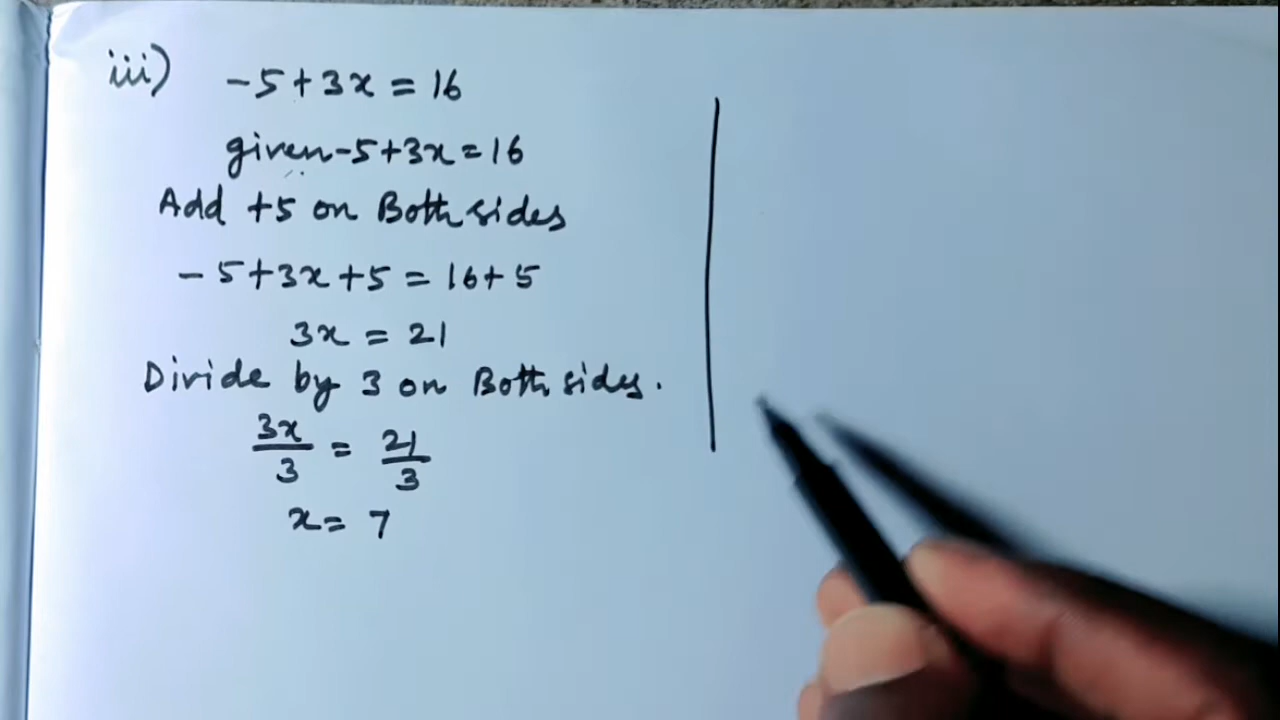 iii) -5+3x=16
given-5+3x=16
Add +5 on Both sides
-5+3x+5=16+5
3x=21
Divide by 3 on Both sides.
3x/3 = 21/3
x=7